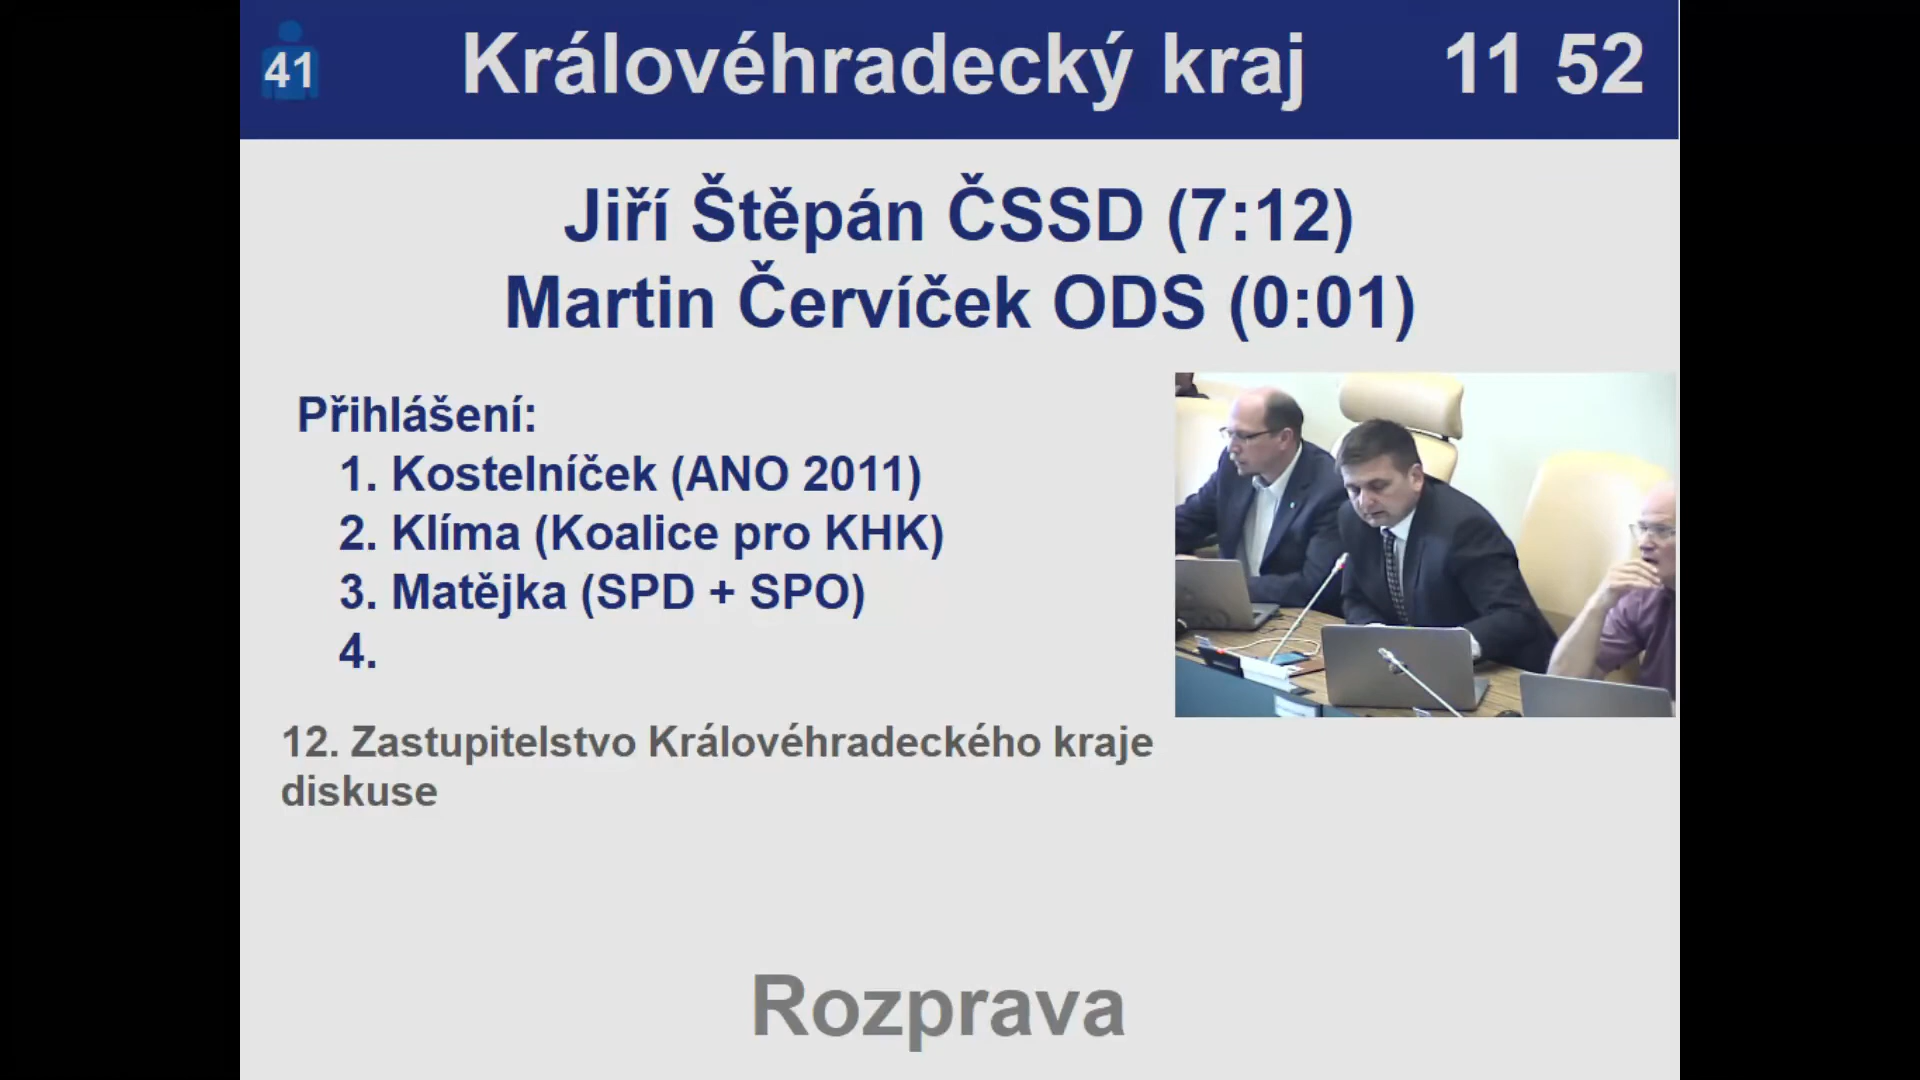 41
Královéhradecký kraj
11 52
Jiří Štěpán ČSSD (7:12)
Martin Červíček ODS (0:01)
Přihlášení:
1. Kostelníček (ANO 2011)
2. Klíma (Koalice pro KHK)
3. Matějka (SPD + SPO)
4.
12. Zastupitelstvo Královéhradeckého kraje
diskuse
Rozprava